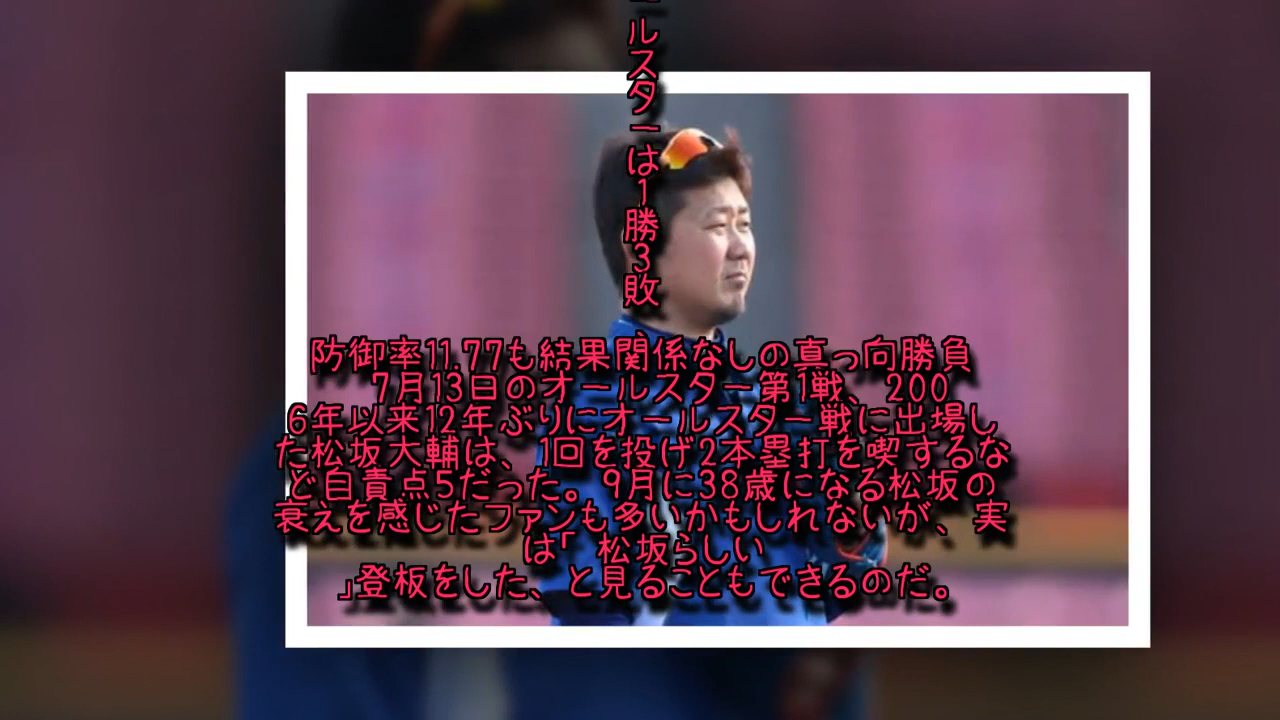 ルスターは1勝3敗、
防御率11.77も結果関係なしの真っ向勝負
7月13日のオールスター第1戦、200
6年以来12年ぶりにオールスター戦に出場し
た松坂大輔は、1回を投げ2本塁打を喫するな
ど自責点5だった。9月に38歳になる松坂の
衰えを感じたファンも多いかもしれないが、実
は「松坂らしい
」登板をした、と見ることもできるのだ。